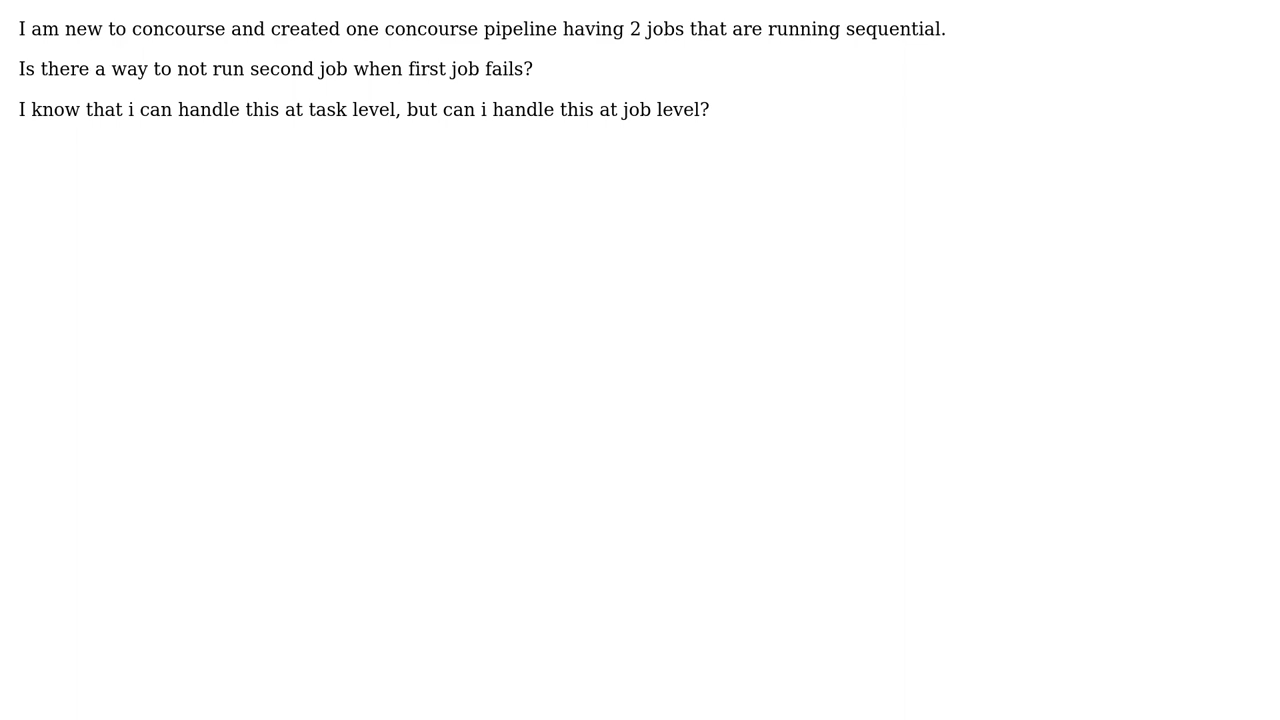 I am new to concourse and created one concourse pipeline having 2 jobs that are running sequential.
Is there a way to not run second job when first job fails?
I know that i can handle this at task level, but can i handle this at job level?